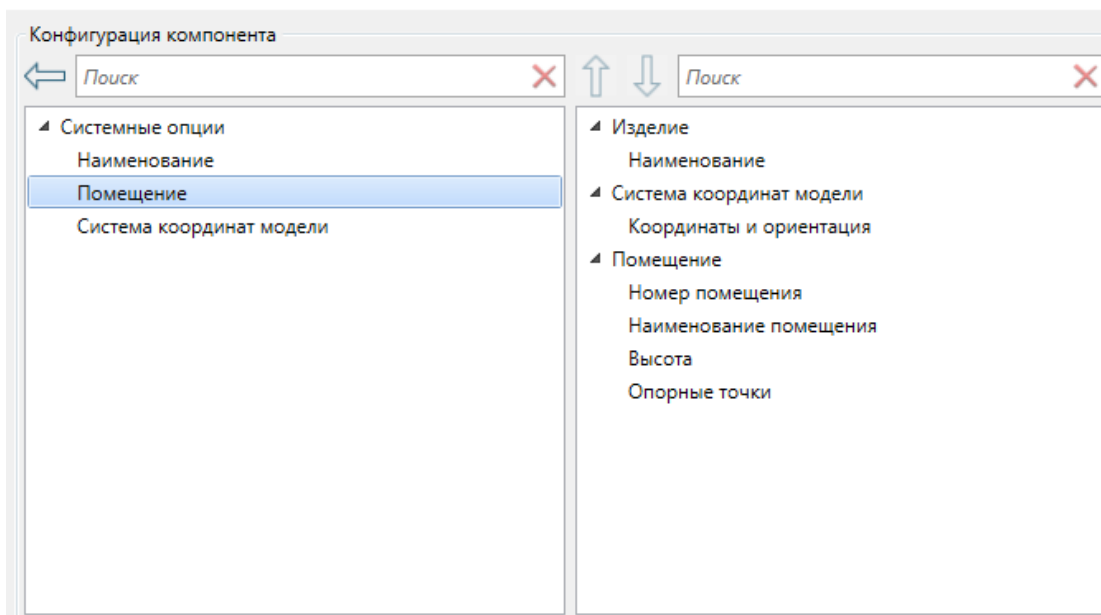 Конфигурация компонента
Поиск
Поиск
Системные опции
Наименование
Помещение
Система координат модели
Изделие
Наименование
Система координат модели
Координаты и ориентация
Помещение
Номер помещения
Наименование помещения
Высота
Опорные точки